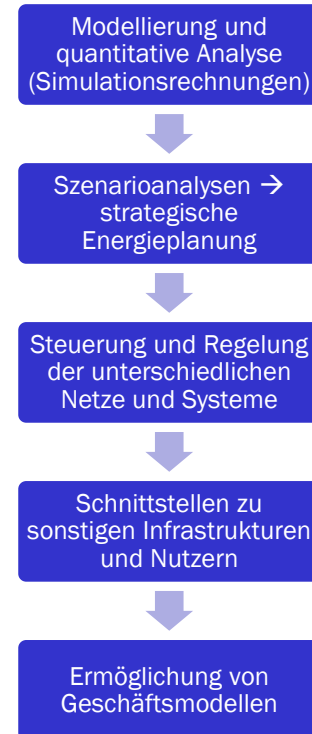 Modellierung und
quantitative Analyse
(Simulationsrechnungen)
Szenarioanalysen →
strategische
Energieplanung
Steuerung und Regelung
der unterschiedlichen
Netze und Systeme
Schnittstellen zu
sonstigen Infrastrukturen
und Nutzern
Ermöglichung von
Geschäftsmodellen